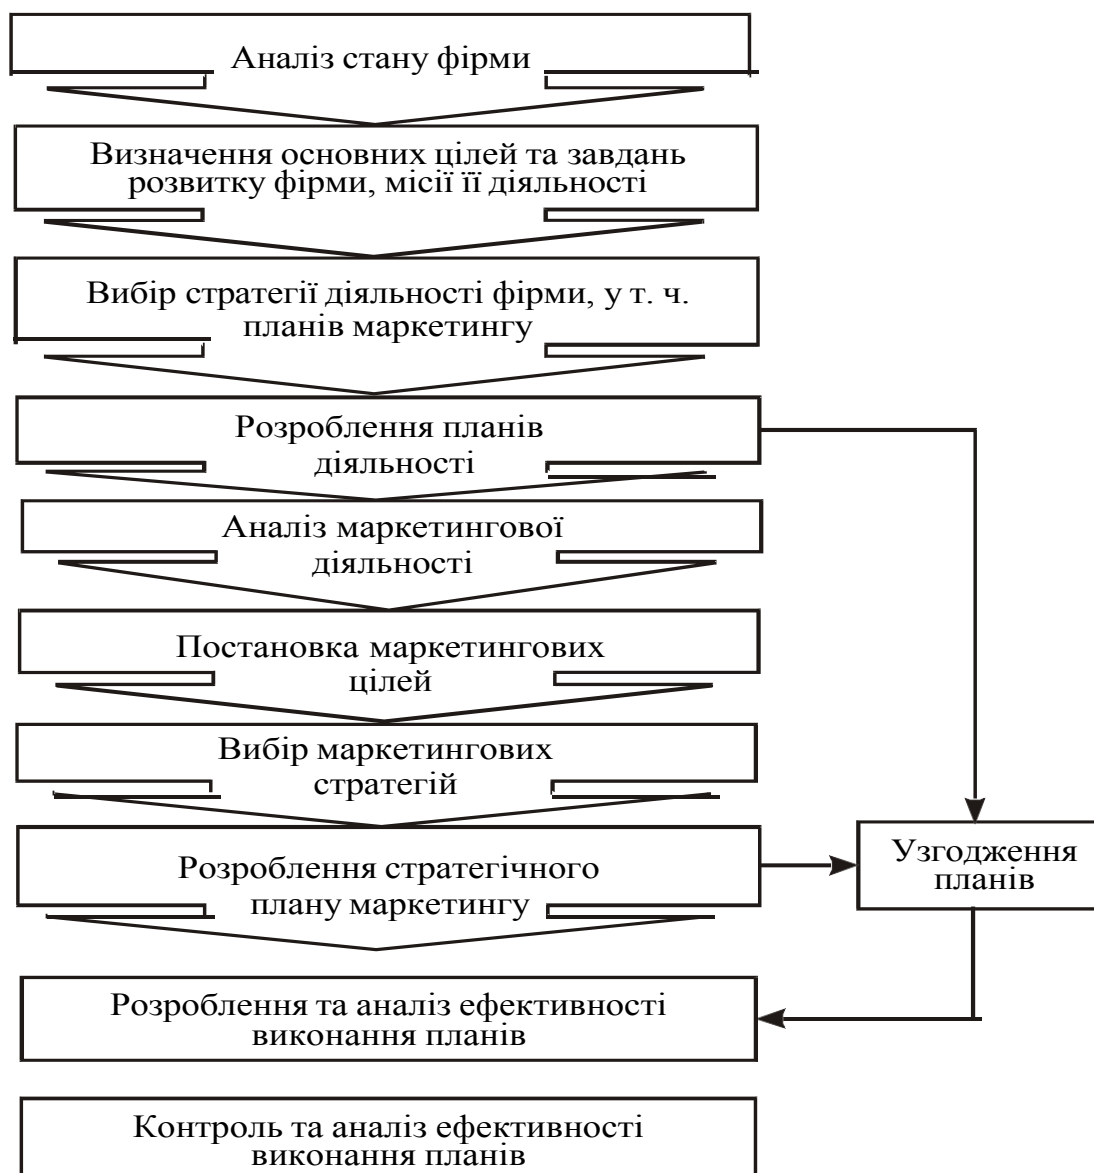 Аналіз стану фірми
Визначення основних цілей та завдань
розвитку фірми, місії її діяльності
Вибір стратегії діяльності фірми, у т. ч.
планів маркетингу
Розроблення планів
діяльності
Аналіз маркетингової
діяльності
Постановка маркетингових
цілей
Вибір маркетингових
стратегій
Розроблення стратегічного
плану маркетингу
Узгодження
планів
Розроблення та аналіз ефективності
виконання планів
Контроль та аналіз ефективності
виконання планів